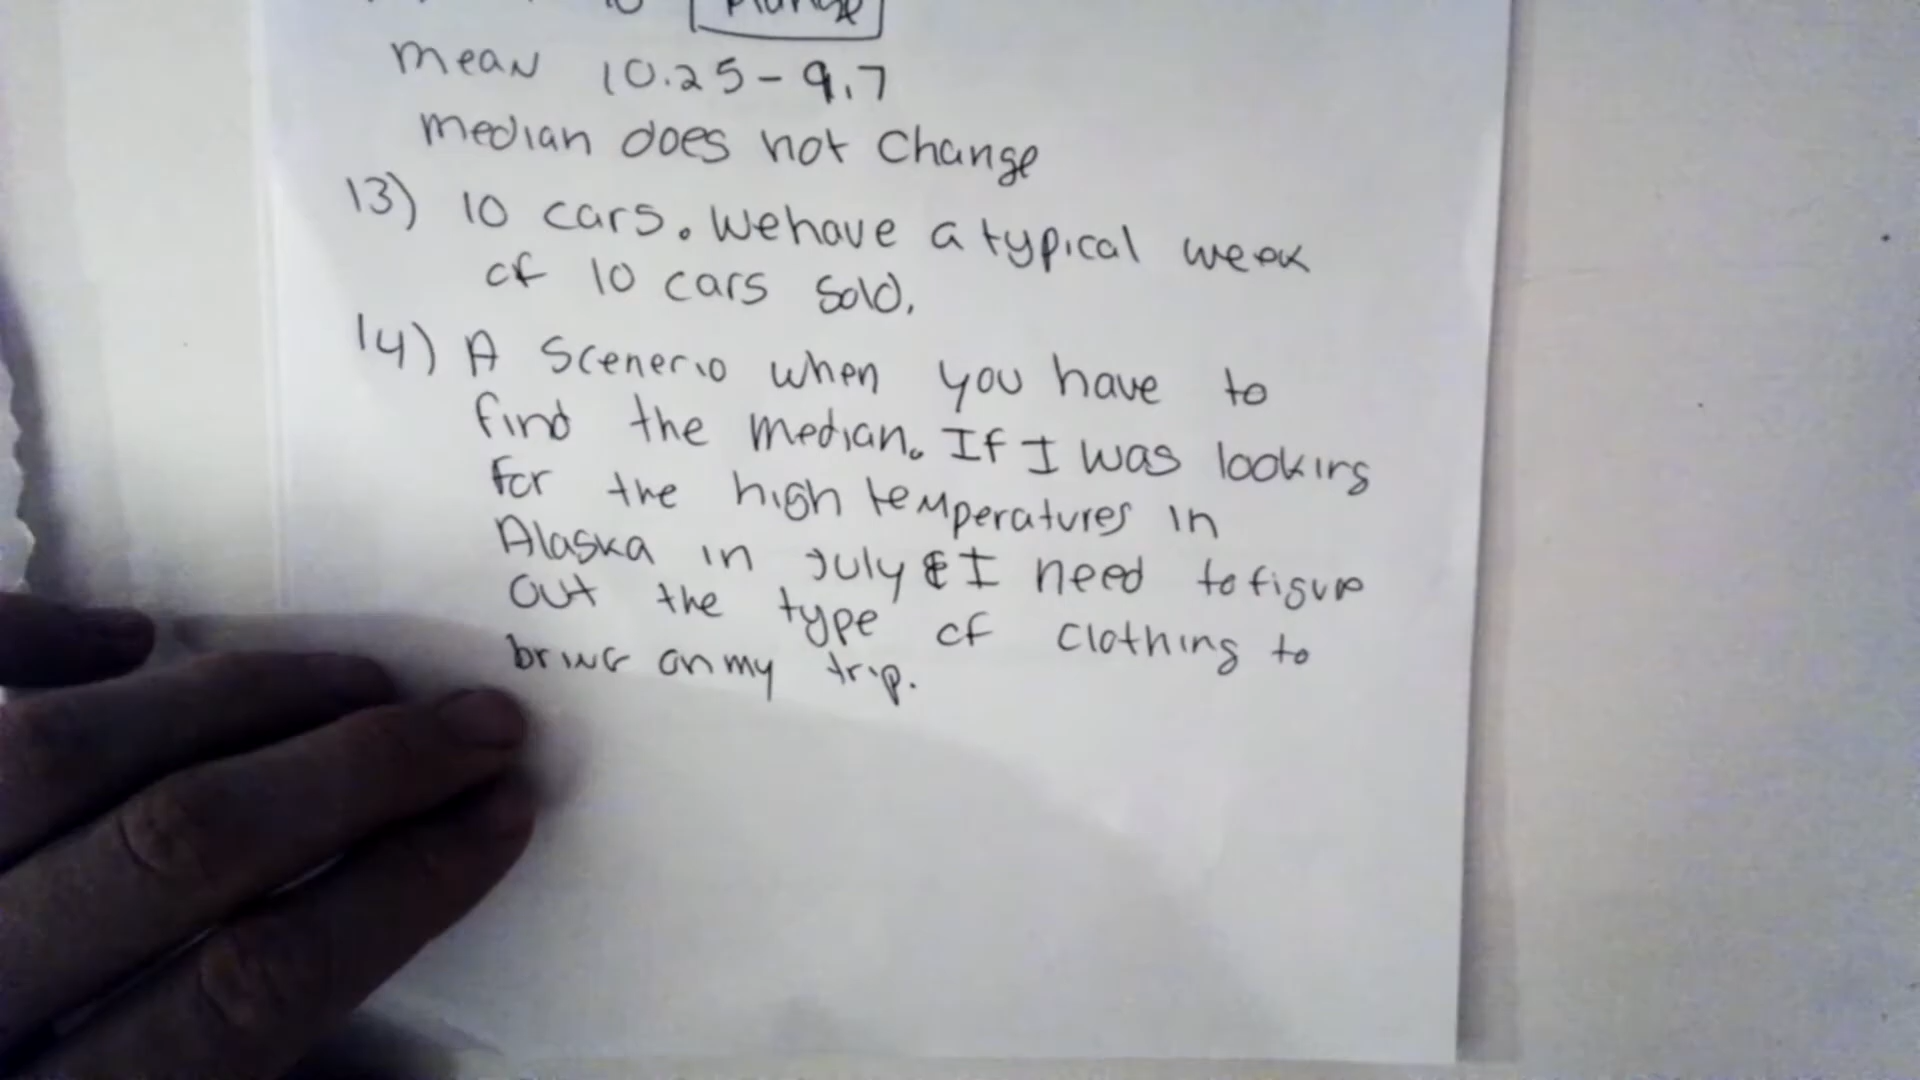 10
mean 10.25-9.7
median does not change
13) 10 cars. We have a typical week
of 10 cars sold.
14) A Scenerio when you have to
find the median. If I was looking
for the high temperatures in
Alaska in July & I need to figure
out the type of clothing to
bring on my trip.